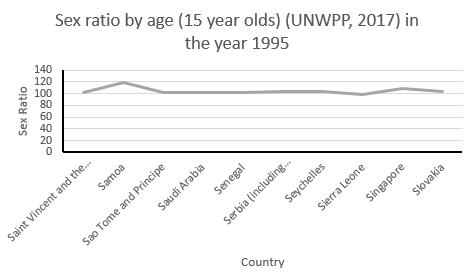 Sex ratio by age (15 year olds) (UNWPP, 2017) in
the year 1995
140
120
100
80
60
40
20
0
Sex Ratio
Saint Vincent and the...
Samoa
Sao Tome and Principe
Saudi Arabia
Senegal
Serbia (including...
Seychelles
Sierra Leone
Singapore
Slovakia
Country